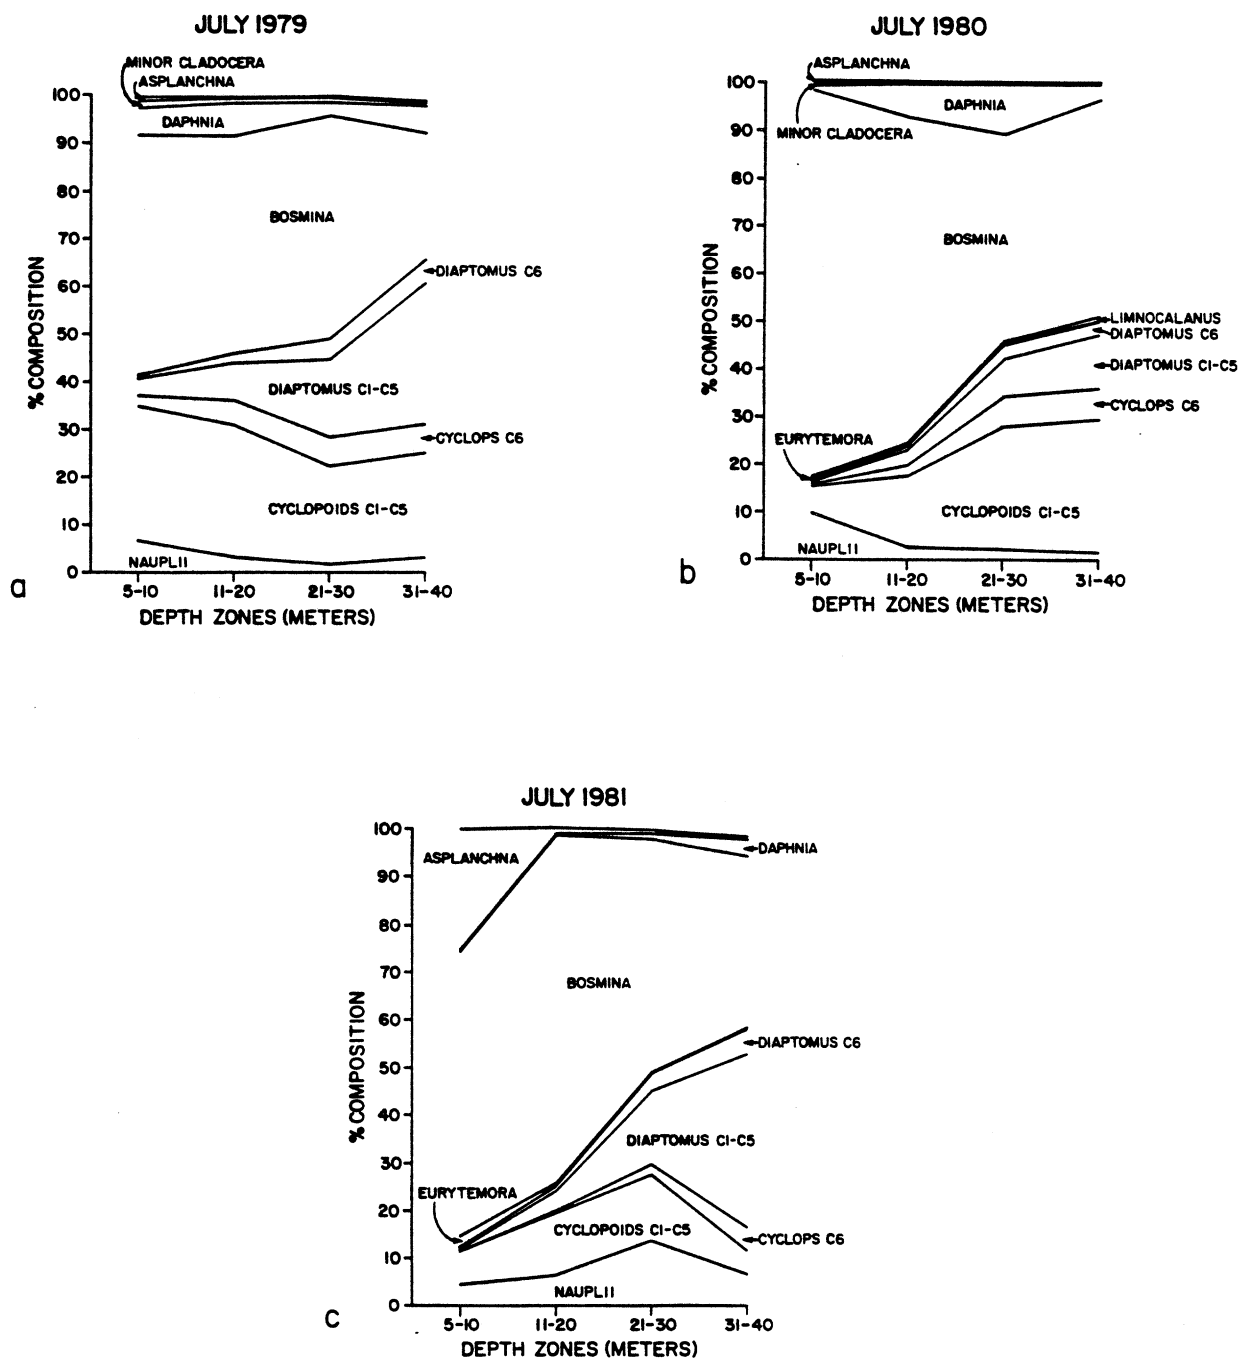 JULY 1979
MINOR CLADOCERA
ASPLANCHNA
100
DAPHNIA
90
80
BOSMINA
70
DIAPTOMUS C6
60
50
40
DIAPTOMUS C1-C5
30
CYCLOPS C6
20
CYCLOPOIDS C1-C5
10
NAUPLII
0
% COMPOSITION
5-10 11-20 21-30 31-40
DEPTH ZONES (METERS)
a
JULY 1980
ASPLANCHNA
100
DAPHNIA
MINOR CLADOCERA
90
80
70
BOSMINA
60
50
LIMNOCALANUS
DIAPTOMUS C6
40
DIAPTOMUS C1-C5
30
CYCLOPS C6
EURYTEMORA
20
10
CYCLOPOIDS C1-C5
NAUPLII
0
% COMPOSITION
5-10 11-20 21-30 31-40
DEPTH ZONES (METERS)
b
JULY 1981
100
DAPHNIA
ASPLANCHNA
90
80
70
BOSMINA
60
DIAPTOMUS C6
50
40
DIAPTOMUS C1-C5
30
EURYTEMORA
20
CYCLOPOIDS C1-C5
CYCLOPS C6
10
NAUPLII
0
% COMPOSITION
5-10 11-20 21-30 31-40
DEPTH ZONES (METERS)
c